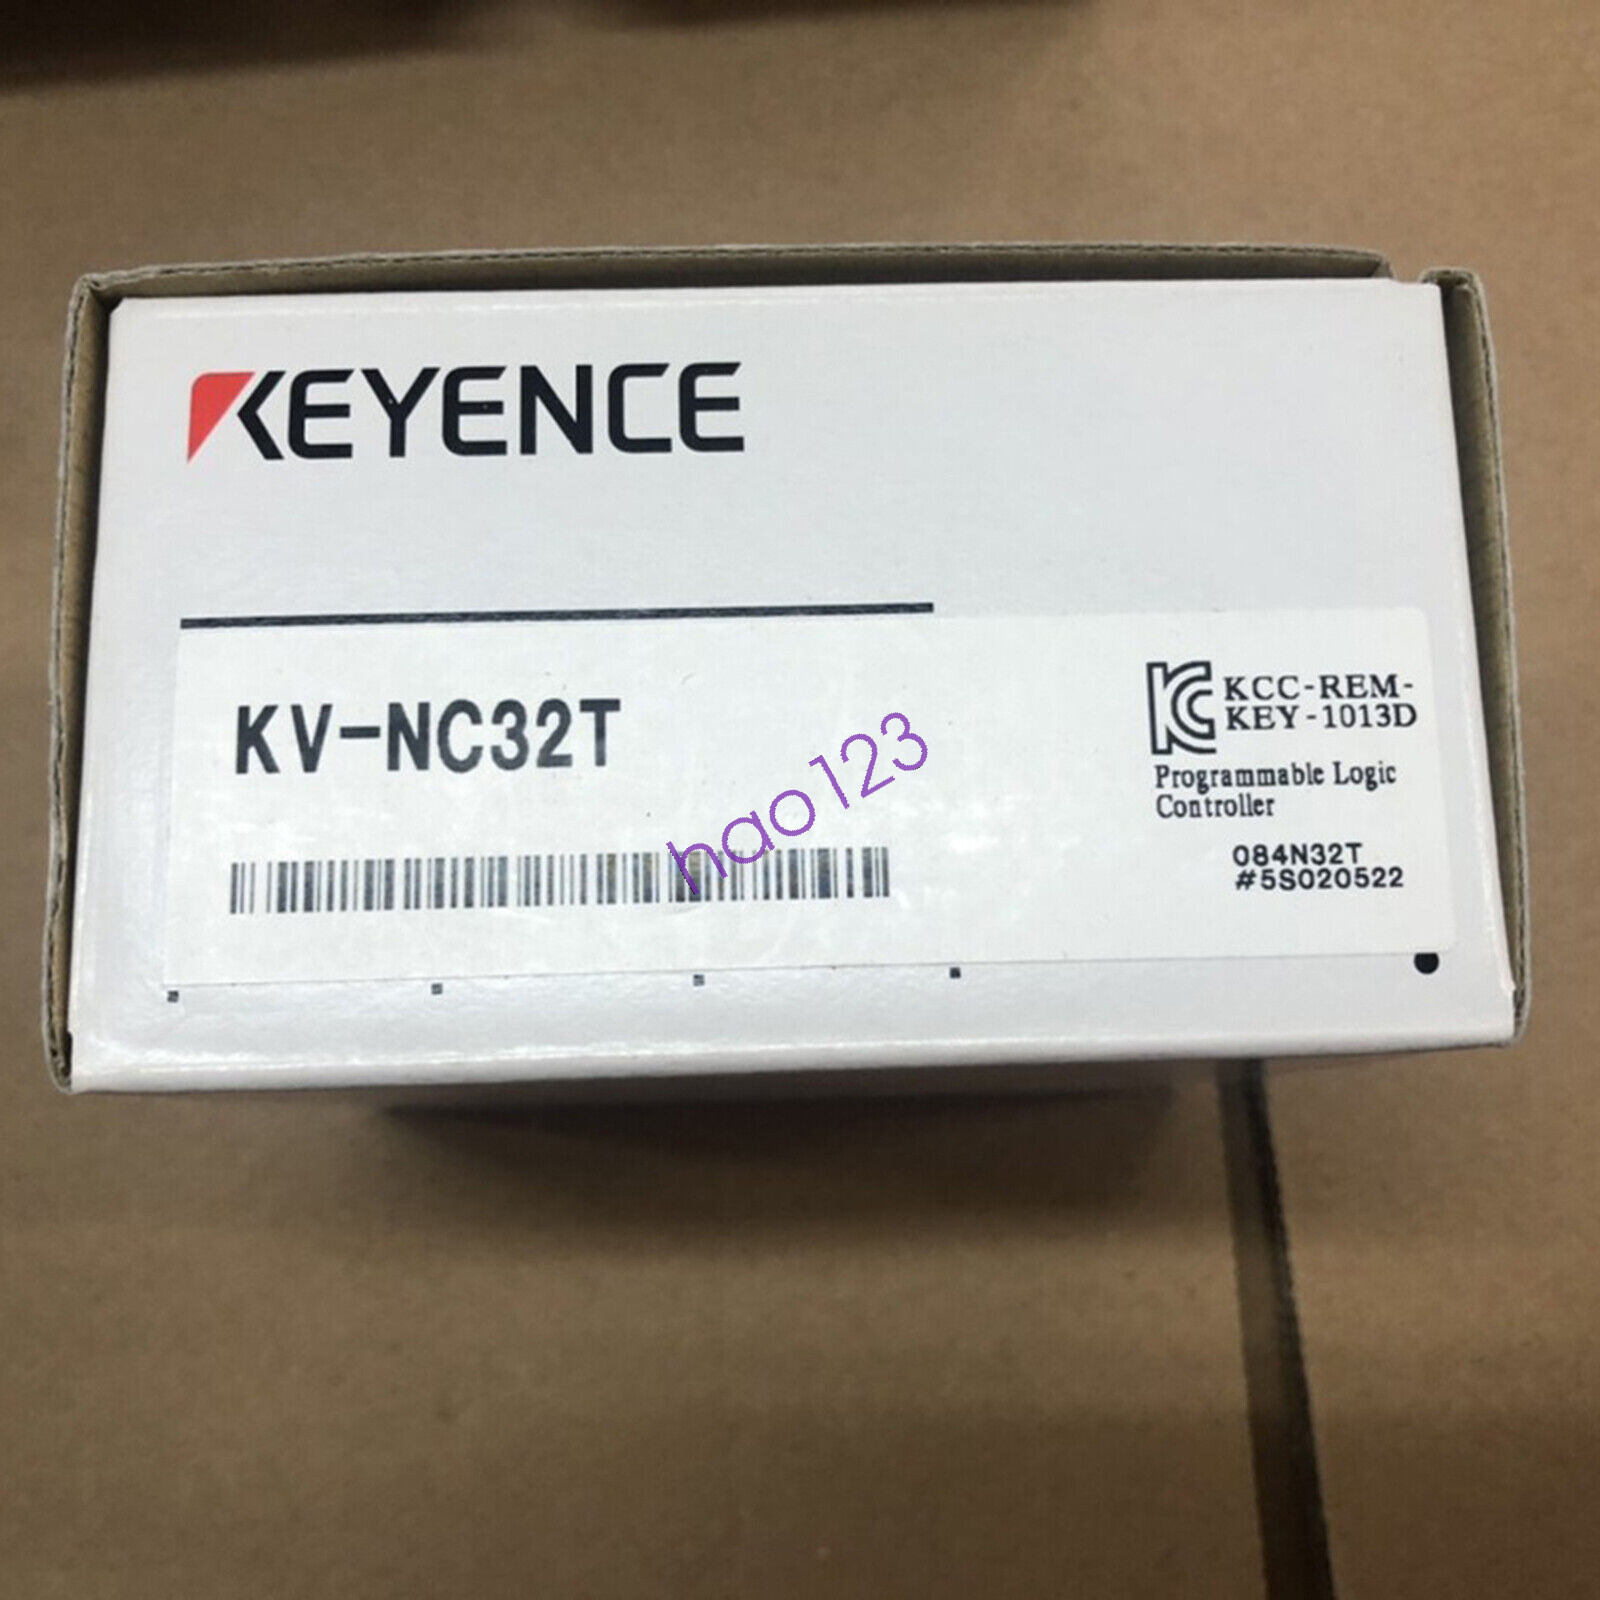 KEYENCE
KV-NC32T
hao123
KCC-REM-
KEY-1013D
Programmable Logic
Controller
084N32T
#5S020522